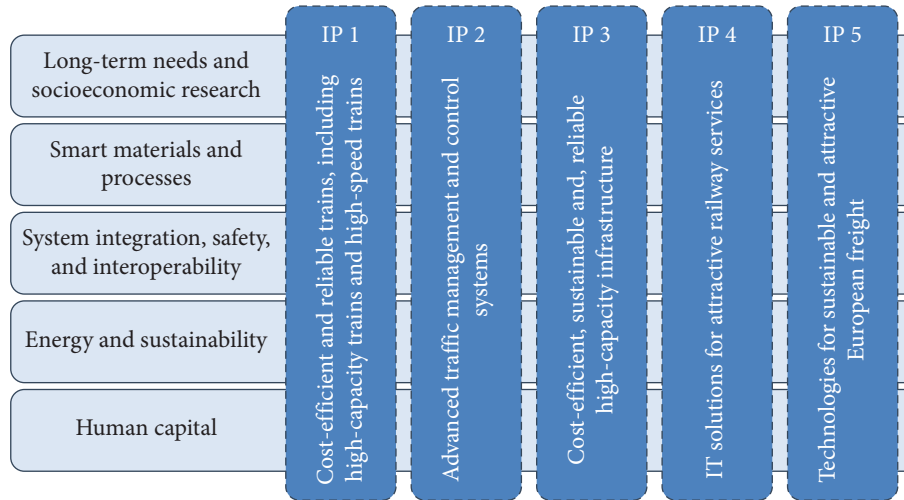 Long-term needs and
socioeconomic research
Smart materials and
processes
System integration, safety,
and interoperability
Energy and sustainability
Human capital
IP 1
Cost-efficient and reliable trains, including
high-capacity trains and high-speed trains
IP 2
Advanced traffic management and control
systems
IP 3
Cost-efficient, sustainable and, reliable
high-capacity infrastructure
IP 4
IT solutions for attractive railway services
IP 5
Technologies for sustainable and attractive
European freight